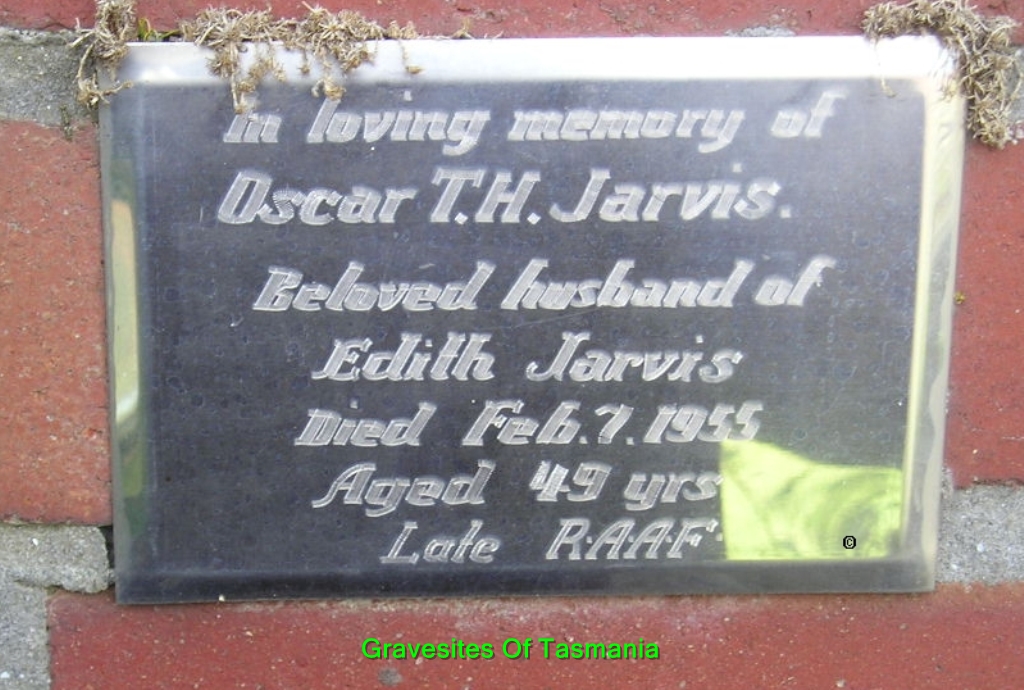 In loving memory of
Oscar T.H. Jarvis.
Beloved husband of
Edith Jarvis
Died Feb. 7. 1955
Aged 49 yrs
Late R.A.A.F.
©
Gravesites Of Tasmania